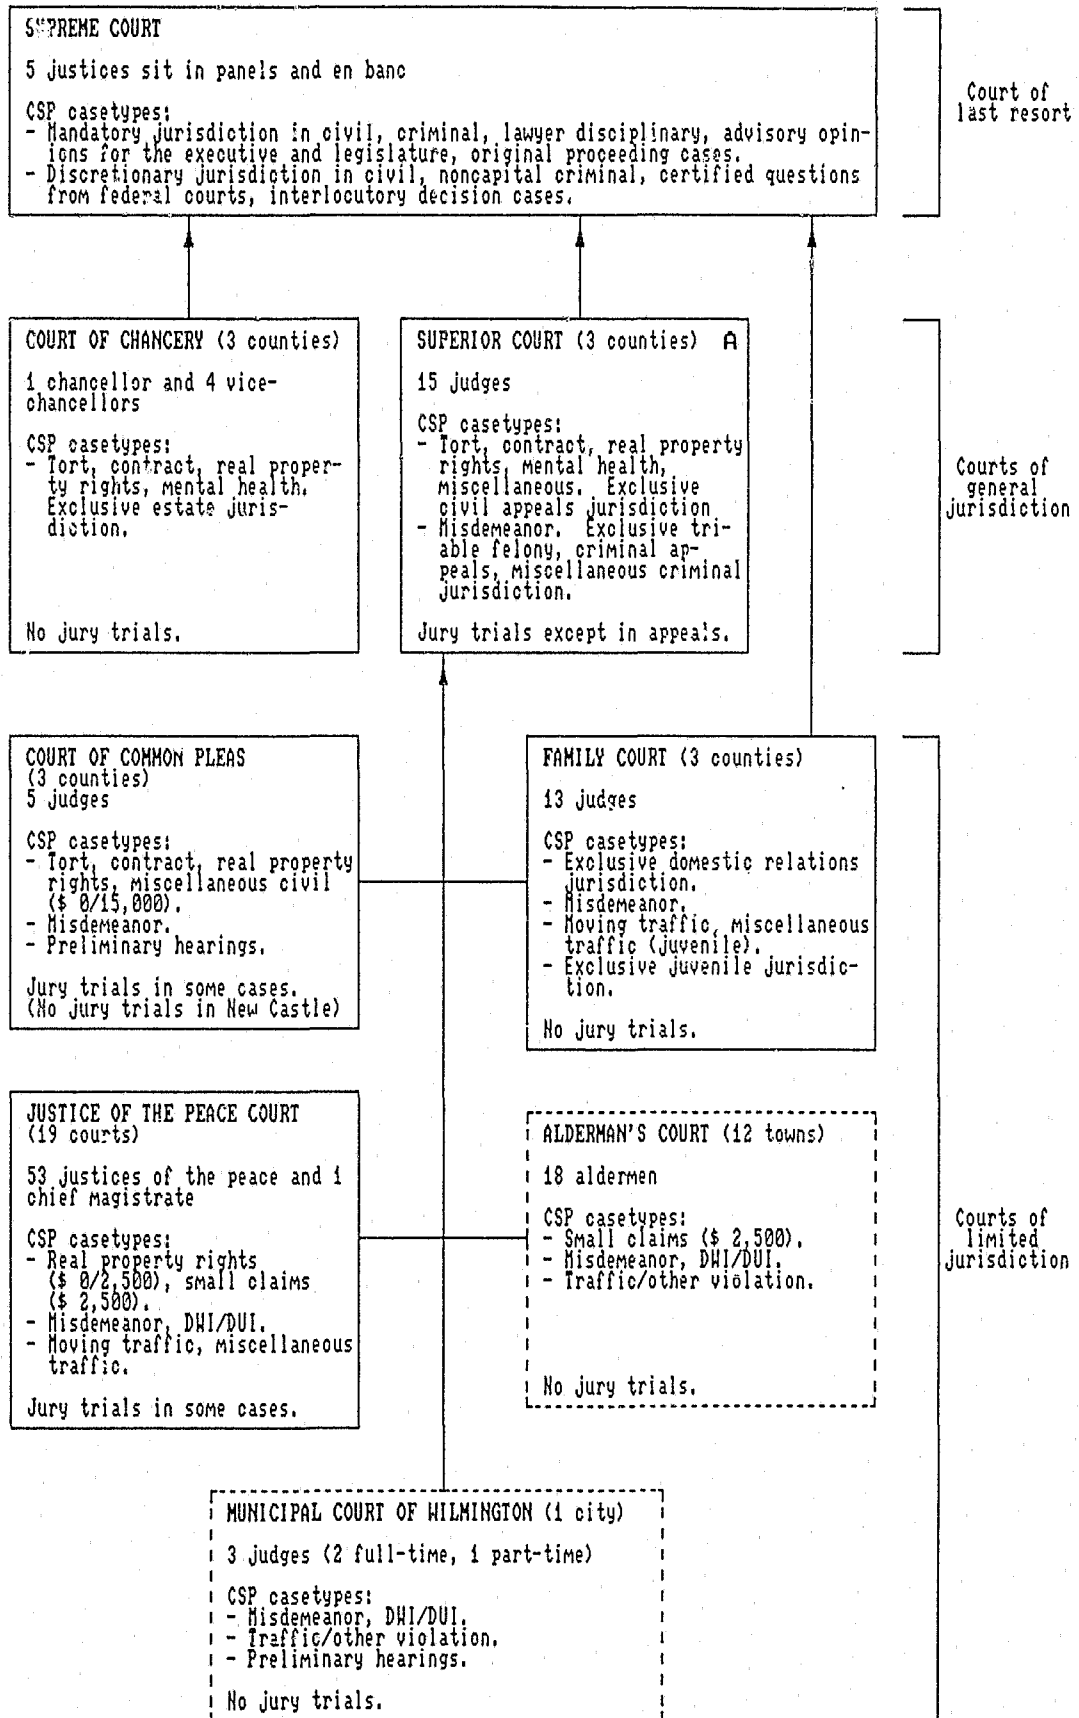 SUPREME COURT
5 justices sit in panels and en banc
CSP casetypes:
- Mandatory jurisdiction in civil, criminal, lawyer disciplinary, advisory opin-
ions for the executive and legislature, original proceeding cases.
- Discretionary jurisdiction in civil, noncapital criminal, certified questions
from federal courts, interlocutory decision cases.
Court of
last resort
COURT OF CHANCERY (3 counties)
1 chancellor and 4 vice-
chancellors
CSP casetypes:
- Tort, contract, real proper-
ty rights, mental health.
Exclusive estate juris-
diction.
No jury trials.
SUPERIOR COURT (3 counties) A
15 judges
CSP casetypes:
- Tort, contract, real property
rights, mental health,
miscellaneous. Exclusive
civil appeals jurisdiction
- Misdemeanor. Exclusive tri-
able felony, criminal ap-
peals, miscellaneous criminal
jurisdiction.
Jury trials except in appeals.
Courts of
general
jurisdiction
COURT OF COMMON PLEAS
(3 counties)
5 judges
CSP casetypes:
- Tort, contract, real property
rights, miscellaneous civil
($ 0/15,000).
- Misdemeanor.
- Preliminary hearings.
Jury trials in some cases.
(No jury trials in New Castle)
FAMILY COURT (3 counties)
13 judges
CSP casetypes:
- Exclusive domestic relations
jurisdiction.
- Misdemeanor.
- Moving traffic, miscellaneous
traffic (juvenile).
- Exclusive juvenile jurisdic-
tion.
No jury trials.
JUSTICE OF THE PEACE COURT
(19 courts)
53 justices of the peace and 1
chief magistrate
CSP casetypes:
- Real property rights
($ 0/2,500), small claims
($ 2,500).
- Misdemeanor, DWI/DUI.
- Moving traffic, miscellaneous
traffic.
Jury trials in some cases.
ALDERMAN'S COURT (12 towns)
18 aldermen
CSP casetypes:
- Small claims ($ 2,500).
- Misdemeanor, DWI/DUI.
- Traffic/other violation.
No jury trials.
Courts of
limited
jurisdiction
MUNICIPAL COURT OF WILMINGTON (1 city)
3 judges (2 full-time, 1 part-time)
CSP casetypes:
- Misdemeanor, DWI/DUI.
- Traffic/other violation.
- Preliminary hearings.
No jury trials.